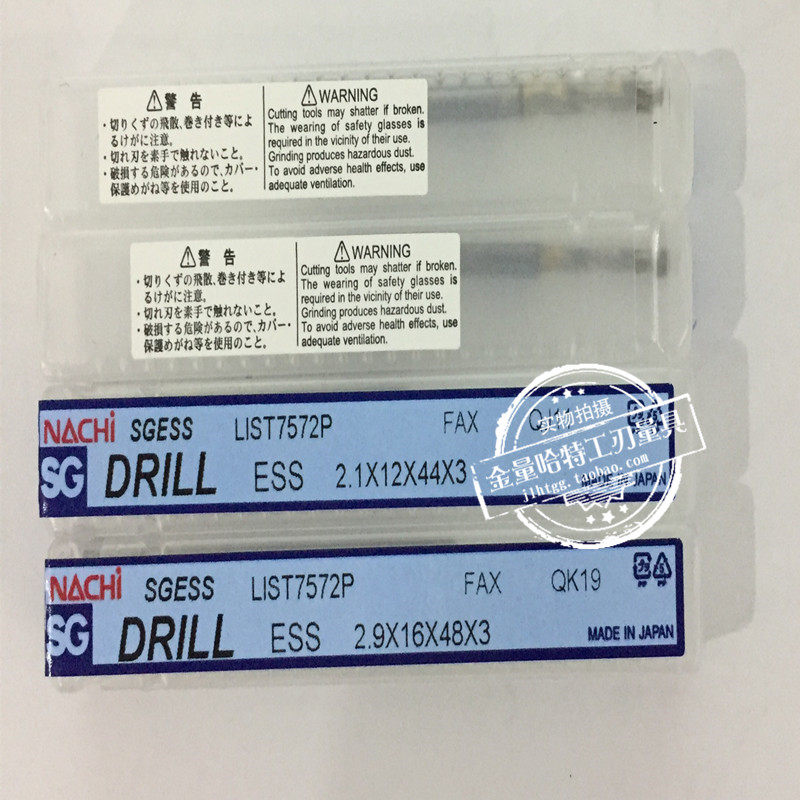 ⚠警 告
・切りくずの飛散、巻き付き等によ
るけがに注意。
・切れ刃を素手で触れないこと。
・破損する危険があるので、カバー・
保護めがね等を使用のこと。
⚠WARNING
Cutting tools may shatter if broken.
The wearing of safety glasses is
required in the vicinity of their use.
Grinding produces hazardous dust.
To avoid adverse health effects, use
adequate ventilation.
⚠警 告
・切りくずの飛散、巻き付き等によ
るけがに注意。
・切れ刃を素手で触れないこと。
・破損する危険があるので、カバー・
保護めがね等を使用のこと。
⚠WARNING
Cutting tools may shatter if broken.
The wearing of safety glasses is
required in the vicinity of their use.
Grinding produces hazardous dust.
To avoid adverse health effects, use
adequate ventilation.
NACHi SGESS LIST7572P FAX
SG DRILL ESS 2.1X12X44X3
MADE IN JAPAN
实物拍摄
金量哈特工刃量具
jlhtgg.taobao.com
NACHi SGESS LIST7572P FAX QK19
SG DRILL ESS 2.9X16X48X3
MADE IN JAPAN